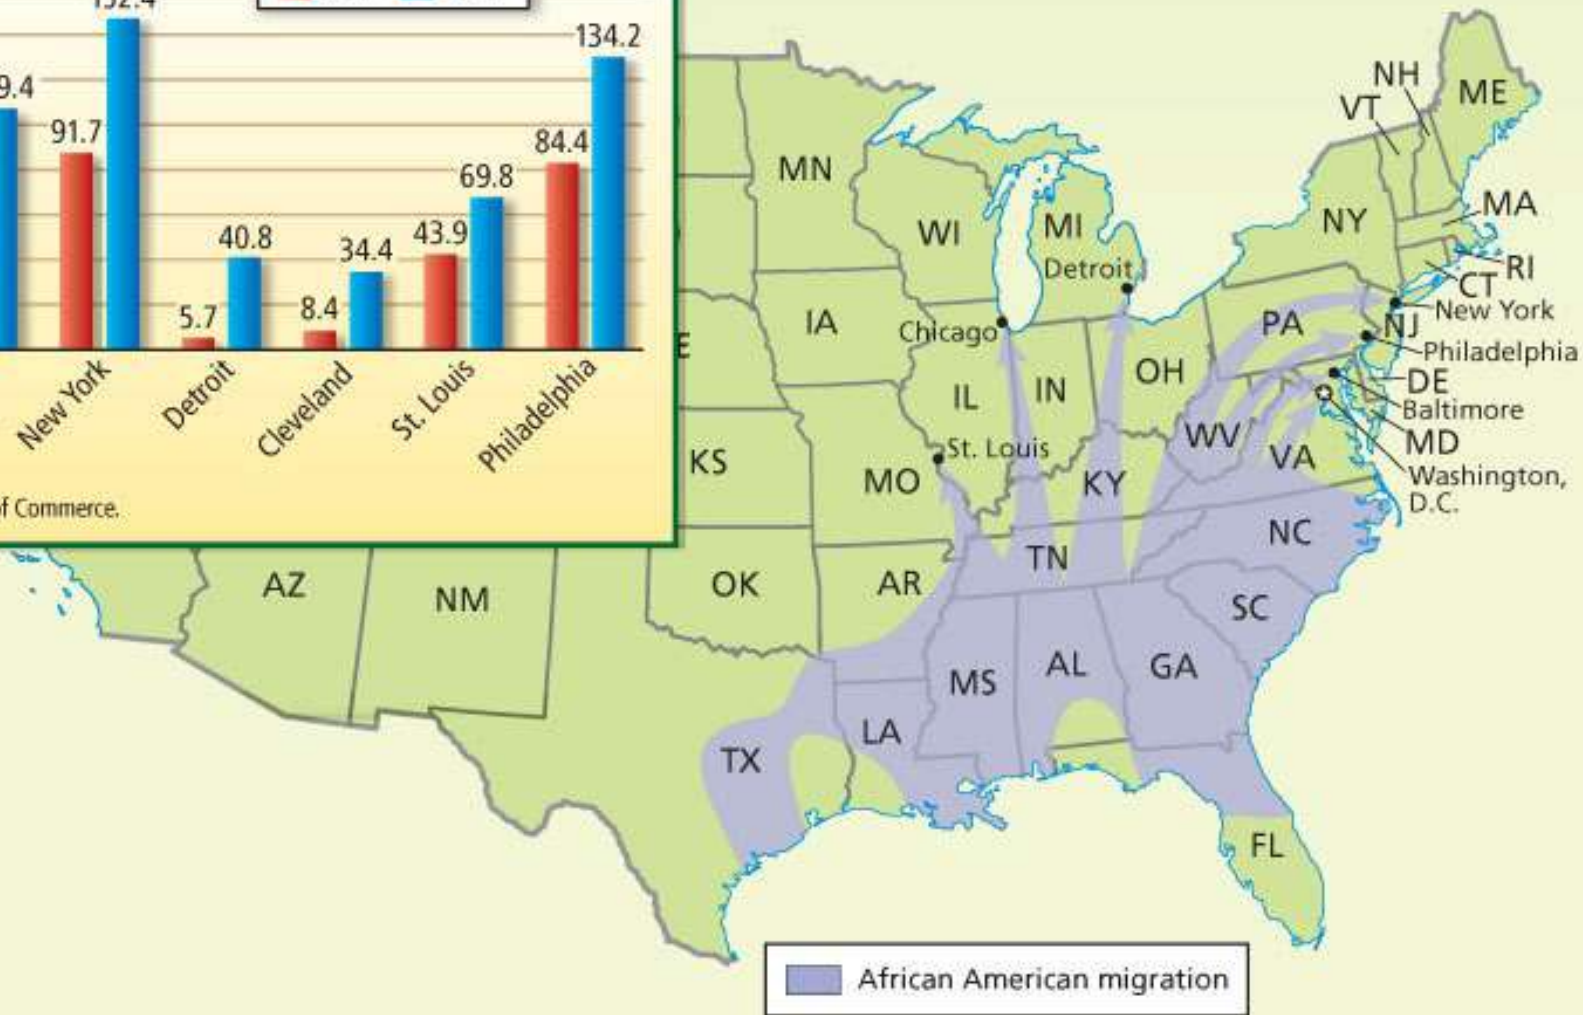 134.2
9.4
91.7
84.4
69.8
43.9
40.8
34.4
5.7
8.4
New York
Detroit
Cleveland
St. Louis
Philadelphia
of Commerce.
NH
ME
VT
MN
WI
MI
NY
MA
RI
CT
Detroit
New York
IA
Chicago
PA
NJ
Philadelphia
E
IL
IN
OH
DE
Baltimore
KS
MO
St. Louis
KY
WV
VA
MD
Washington,
D.C.
AZ
NM
OK
AR
TN
NC
SC
MS
AL
GA
LA
TX
FL
African American migration